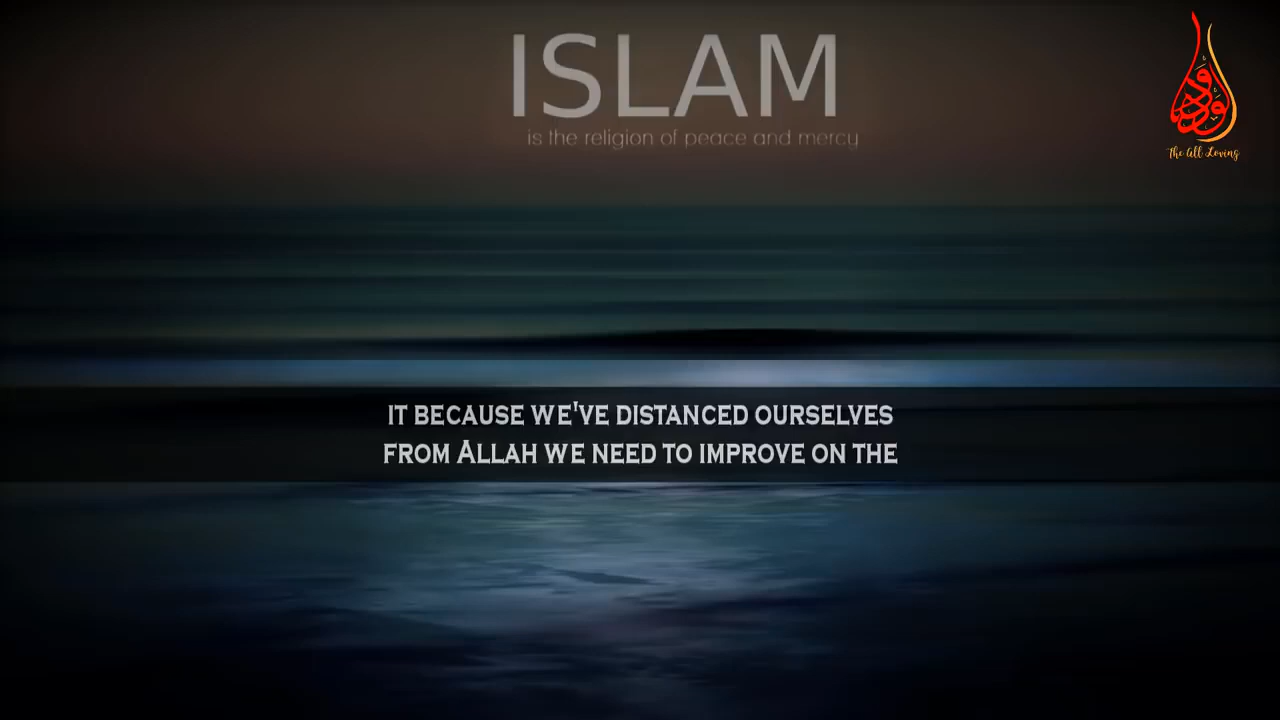 ISLAM
is the religion of peace and mercy
الودود
The All Loving
IT BECAUSE WE'VE DISTANCED OURSELVES
FROM ALLAH WE NEED TO IMPROVE ON THE